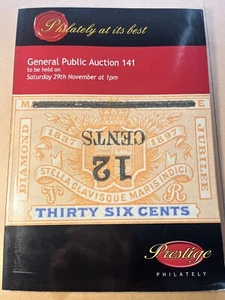 Philately at its best
General Public Auction 141
to be held on
Saturday 29th November at 1pm
M E
1837 1897
DIAMOND JUBILEE
12
CENTS
STELLA CLAVISQUE MARIS INDICI
R
THIRTY SIX CENTS
Prestige
PHILATELY